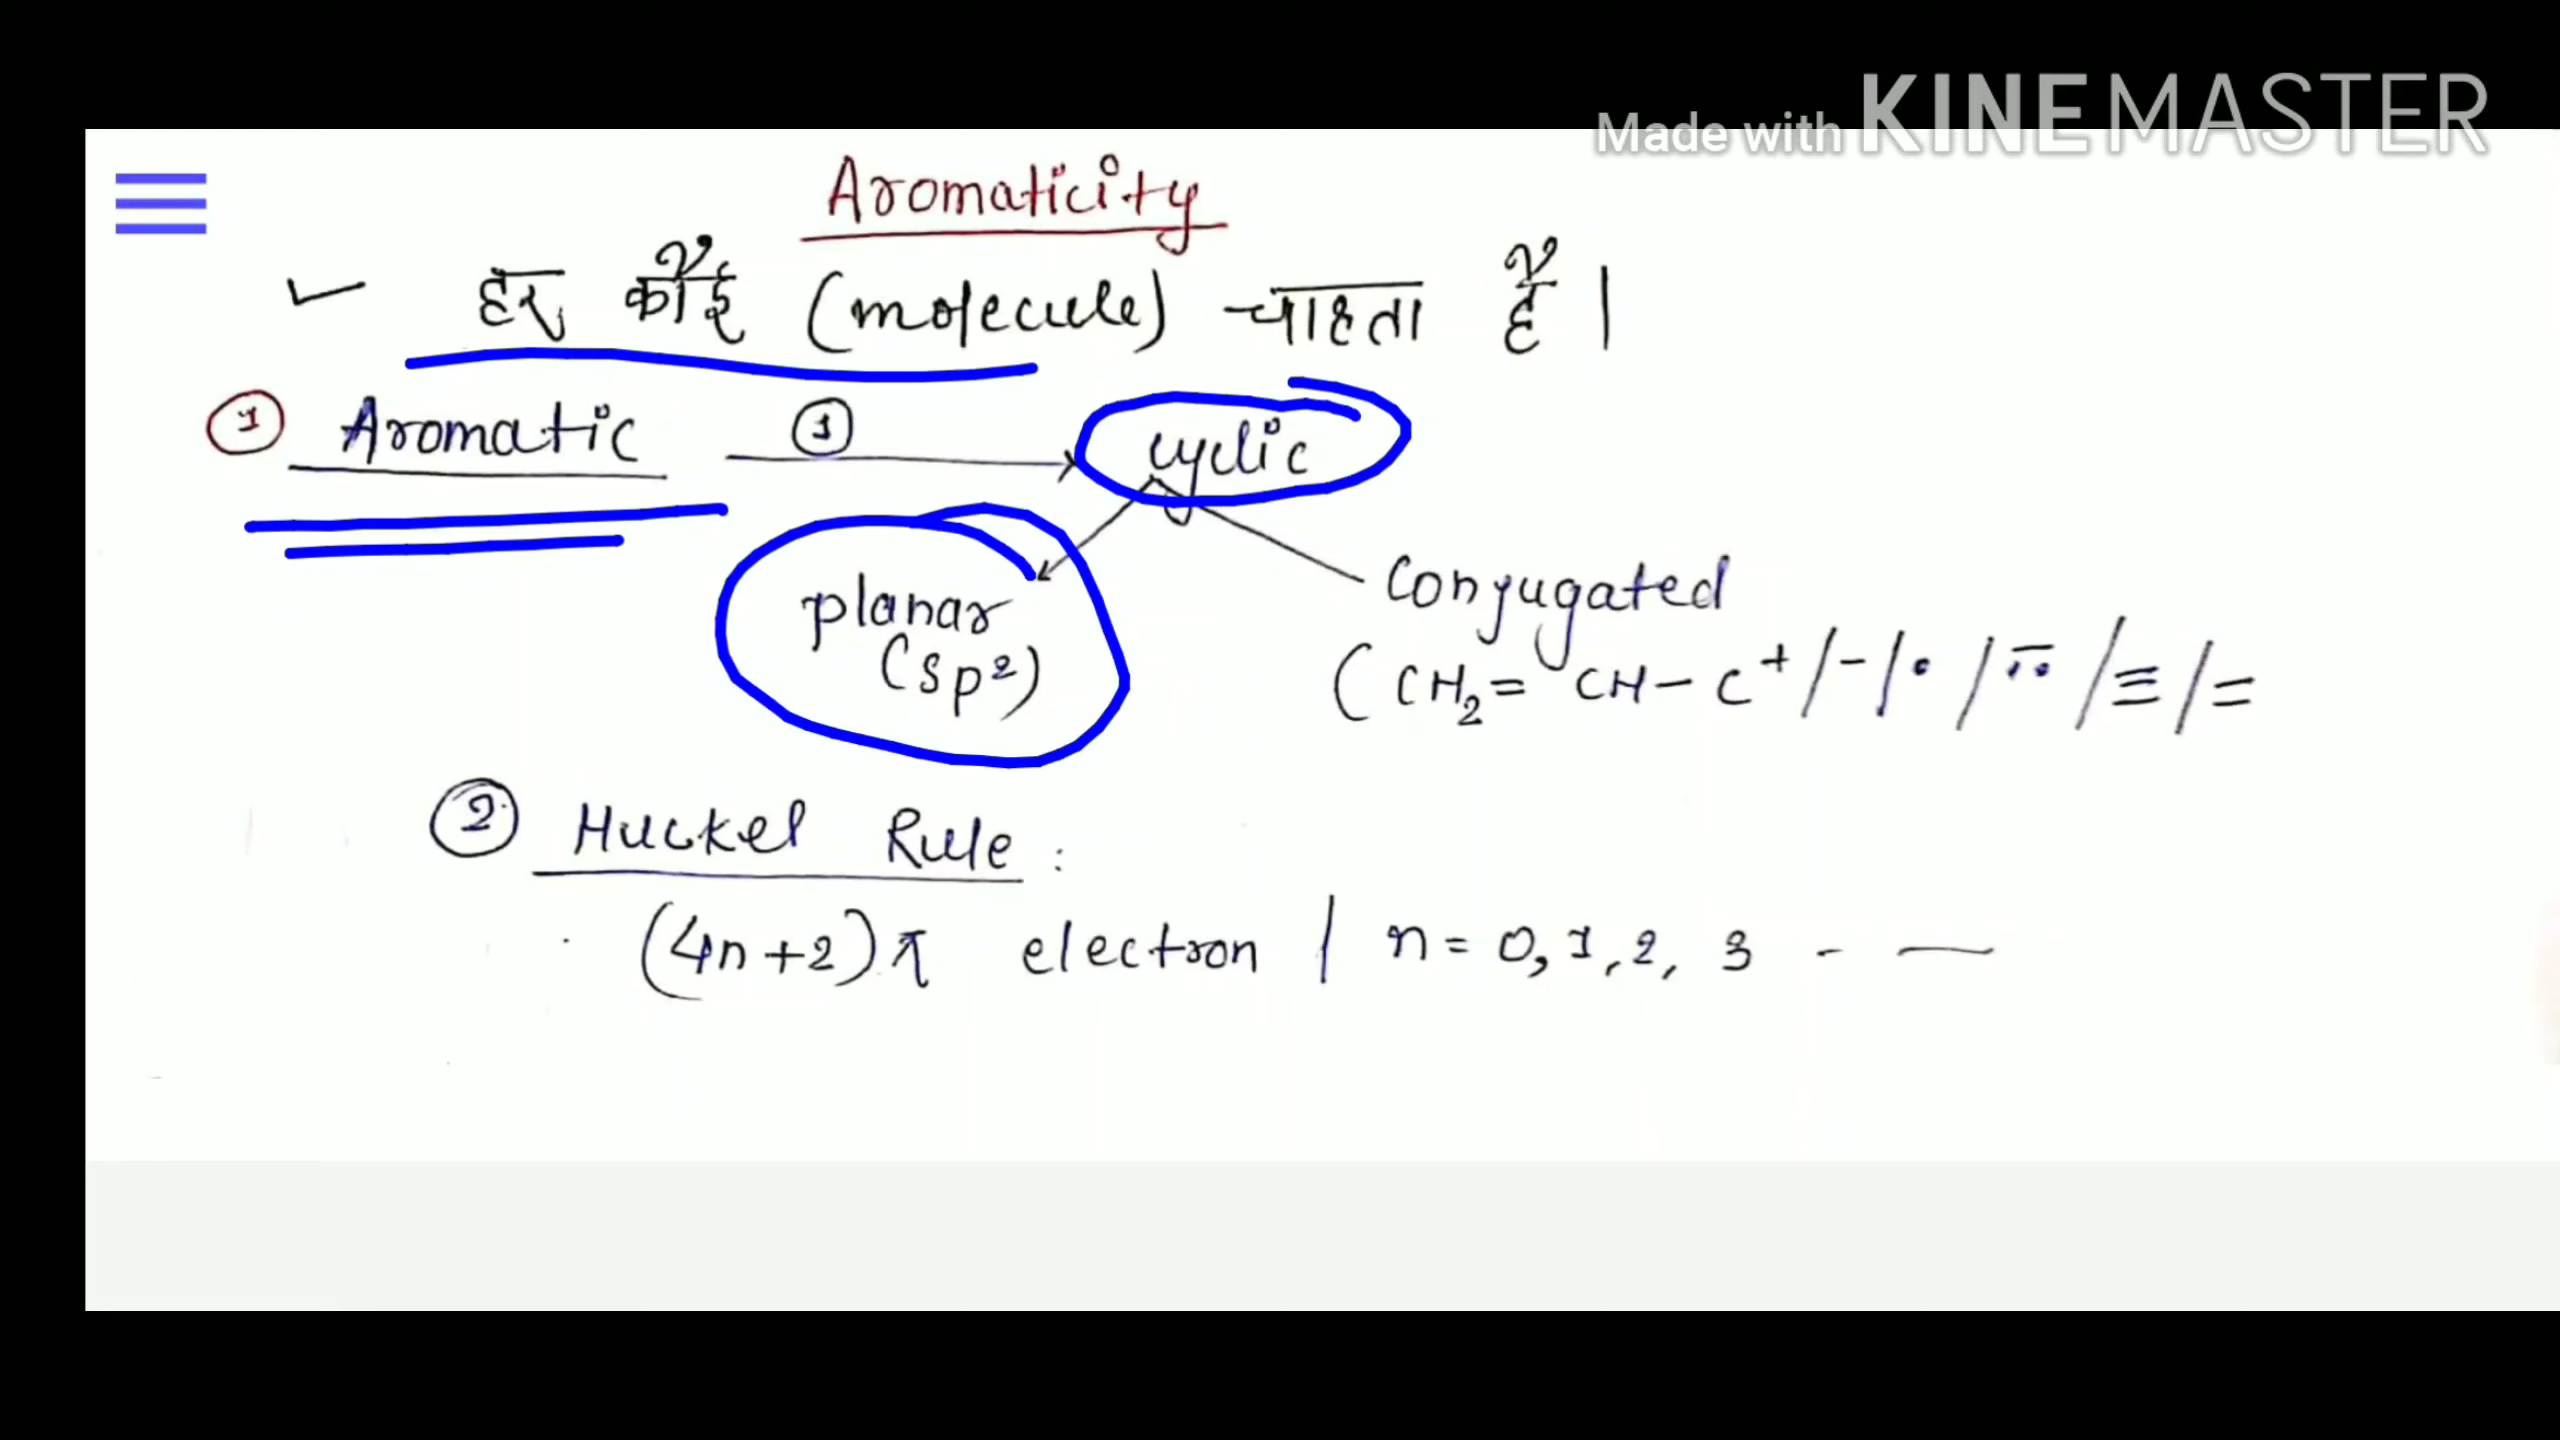 Made with KINEMASTER
Aromaticity
✓ हर कोई (molecule) चाहता है।
① Aromatic ① → cyclic
planar
(sp²)
Conjugated
(CH₂= CH-C⁺/-/•/⨪/≡/=
② Huckel Rule:
(4n+2)π electron | n= 0,1,2, 3 - —